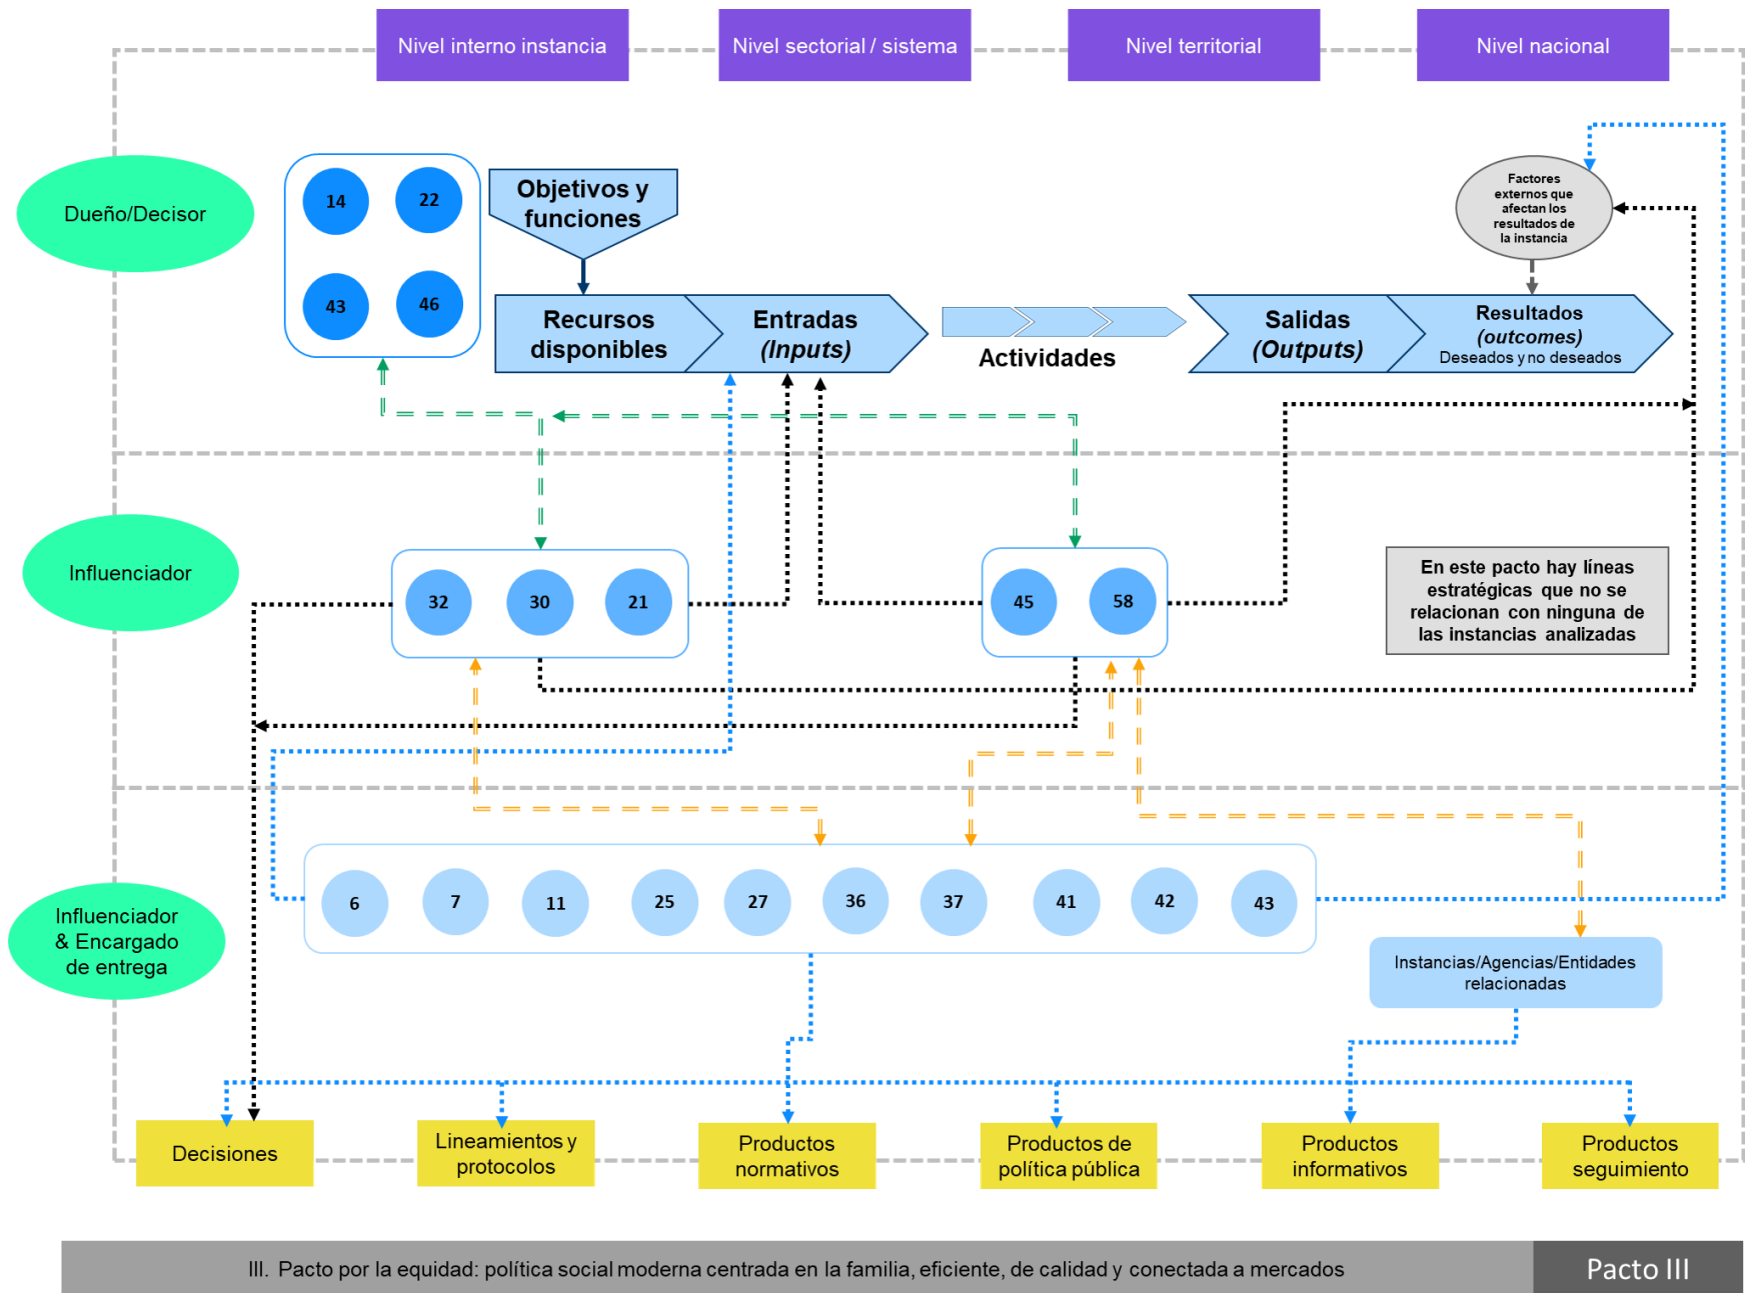 Nivel interno instancia
Nivel sectorial / sistema
Nivel territorial
Nivel nacional
Dueño/Decisor
14
22
43
46
Objetivos y
funciones
Factores
externos que
afectan los
resultados de
la instancia
Recursos
disponibles
Entradas
(Inputs)
Actividades
Salidas
(Outputs)
Resultados
(outcomes)
Deseados y no deseados
Influenciador
32
30
21
45
58
En este pacto hay líneas
estratégicas que no se
relacionan con ninguna de
las instancias analizadas
Influenciador
& Encargado
de entrega
6
7
11
25
27
36
37
41
42
43
Instancias/Agencias/Entidades
relacionadas
Decisiones
Lineamientos y
protocolos
Productos
normativos
Productos de
política pública
Productos
informativos
Productos
seguimiento
III. Pacto por la equidad: política social moderna centrada en la familia, eficiente, de calidad y conectada a mercados
Pacto III